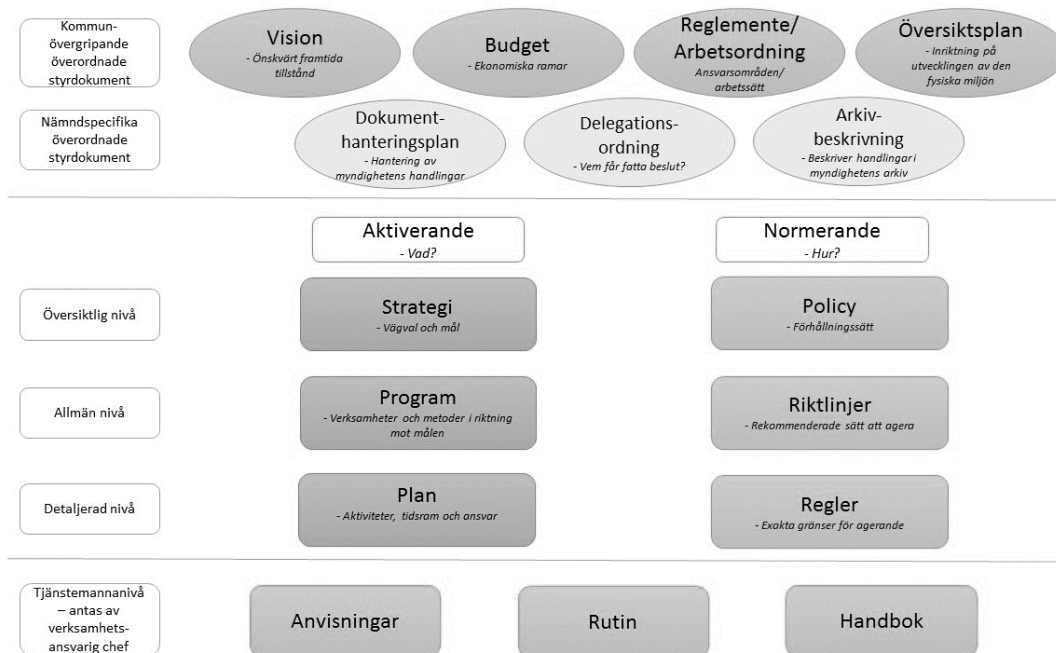 Kommun-
övergripande
överordnade
styrdokument
Vision
- Önskvärt framtida
tillstånd
Budget
- Ekonomiska ramar
Reglemente/
Arbetsordning
Ansvarsområden/
arbetssätt
Översiktsplan
- Inriktning på
utvecklingen av den
fysiska miljön
Nämndspecifika
överordnade
styrdokument
Dokument-
hanteringsplan
- Hantering av
myndighetens handlingar
Delegations-
ordning
- Vem får fatta beslut?
Arkiv-
beskrivning
- Beskriver handlingar i
myndighetens arkiv
Aktiverande
- Vad?
Normerande
- Hur?
Översiktlig nivå
Strategi
- Vägval och mål
Policy
- Förhållningssätt
Allmän nivå
Program
- Verksamheter och metoder i riktning
mot målen
Riktlinjer
- Rekommenderade sätt att agera
Detaljerad nivå
Plan
- Aktiviteter, tidsram och ansvar
Regler
- Exakta gränser för agerande
Tjänstemannanivå
– antas av
verksamhets-
ansvarig chef
Anvisningar
Rutin
Handbok